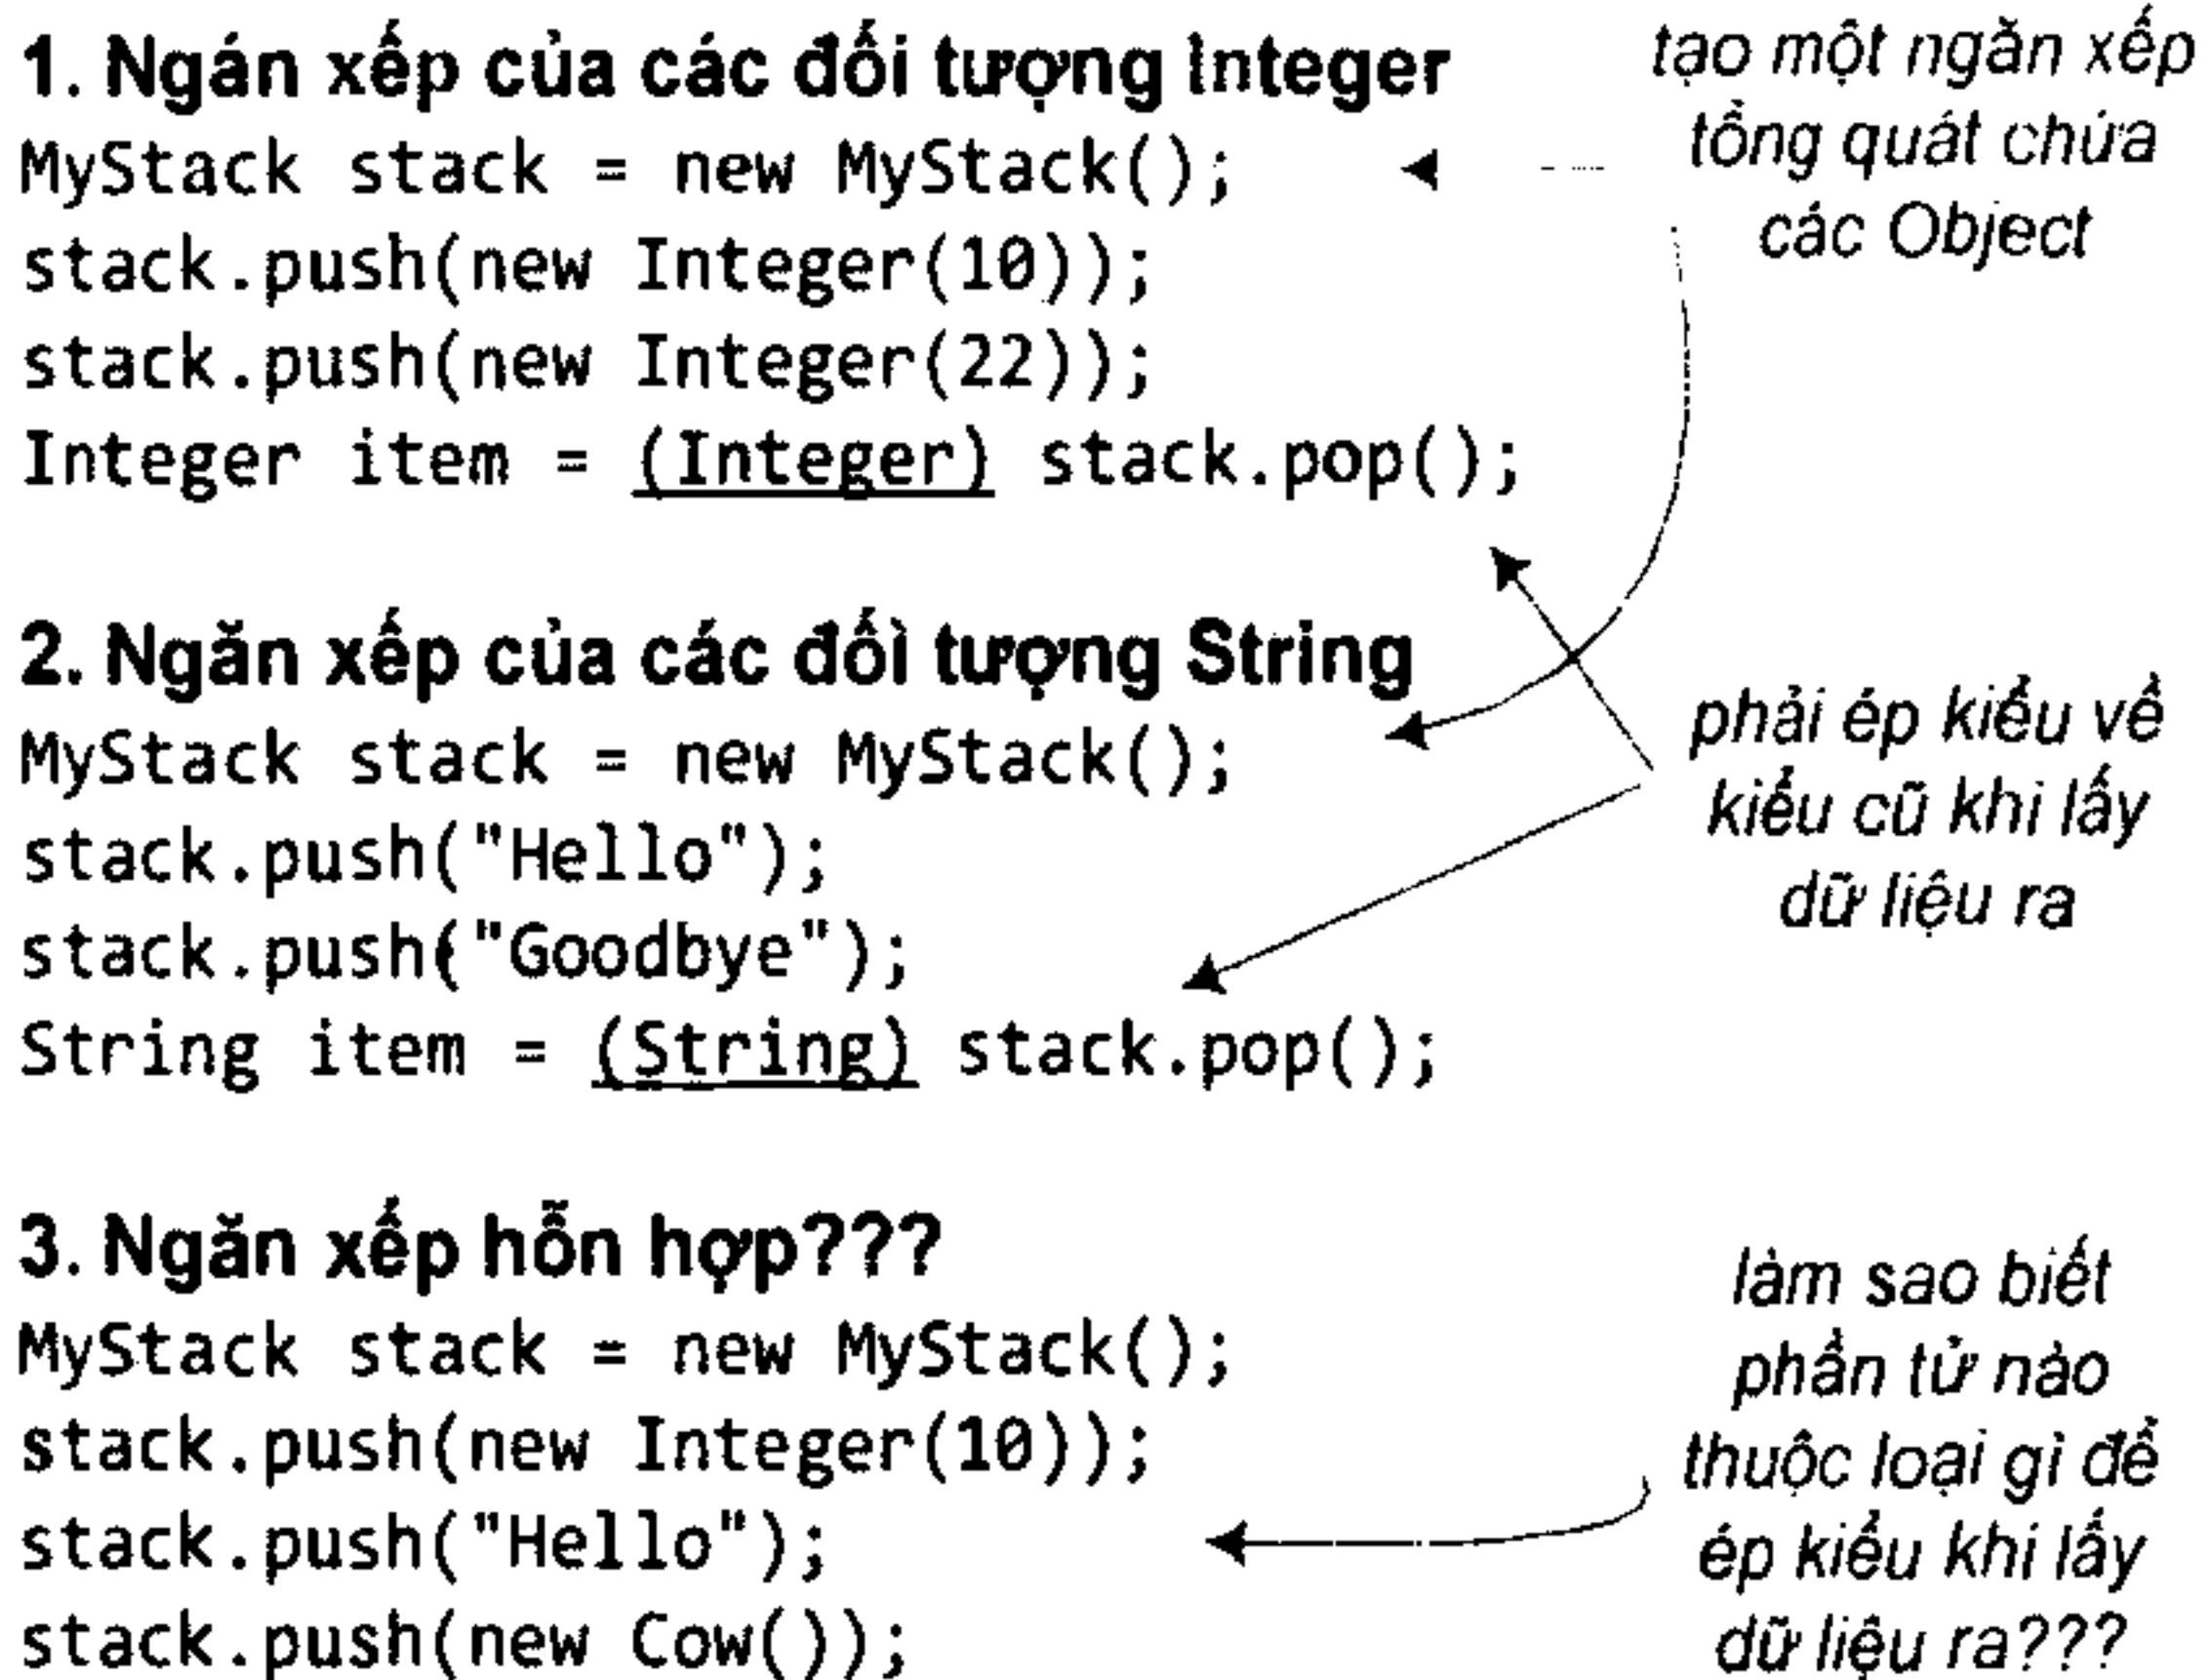 1. Ngán xếp của các đối tượng Integer
MyStack stack = new MyStack();
stack.push(new Integer(10));
stack.push(new Integer(22));
Integer item = (Integer) stack.pop();
tạo một ngăn xếp
tổng quát chứa
các Object
2. Ngăn xếp của các đối tượng String
MyStack stack = new MyStack();
stack.push("Hello");
stack.push("Goodbye");
String item = (String) stack.pop();
phải ép kiểu về
kiểu cũ khi lấy
dữ liệu ra
3. Ngăn xếp hỗn hợp???
MyStack stack = new MyStack();
stack.push(new Integer(10));
stack.push("Hello");
stack.push(new Cow());
làm sao biết
phần tử nào
thuộc loại gì để
ép kiểu khi lấy
dữ liệu ra???